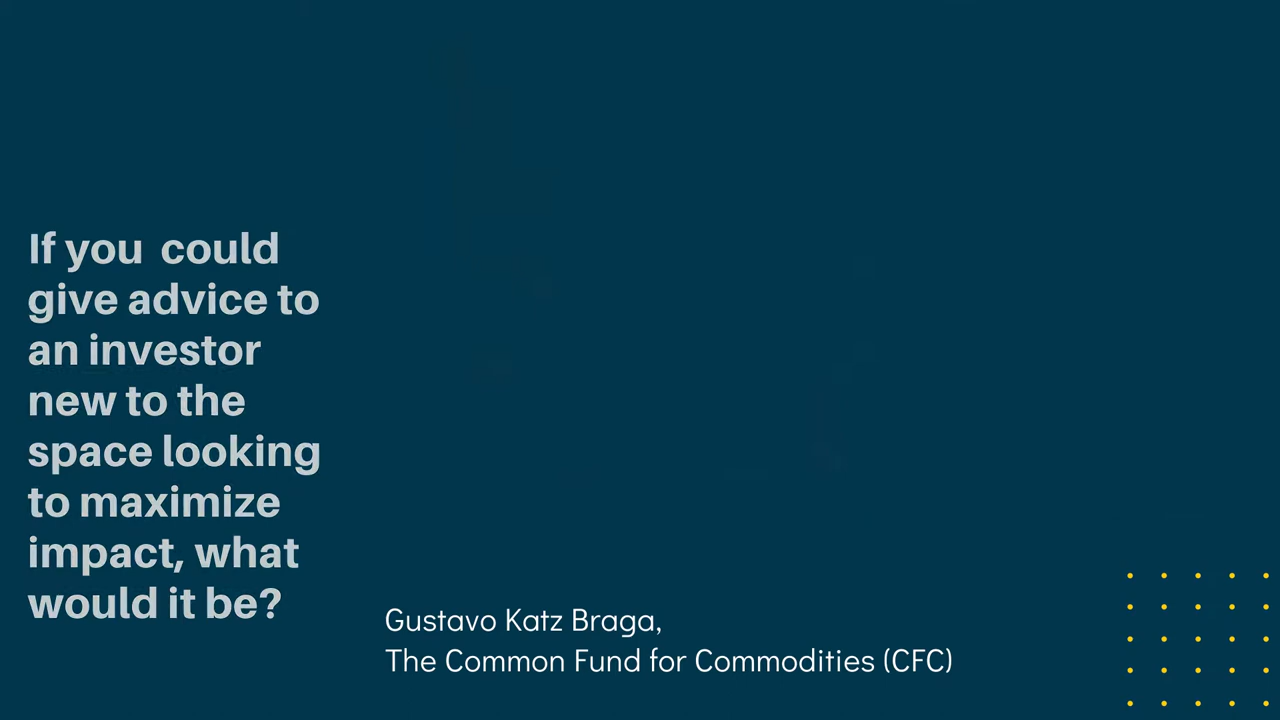 If you  could
give advice to
an investor
new to the
space looking
to maximize
impact, what
would it be?
Gustavo Katz Braga,
The Common Fund for Commodities (CFC)